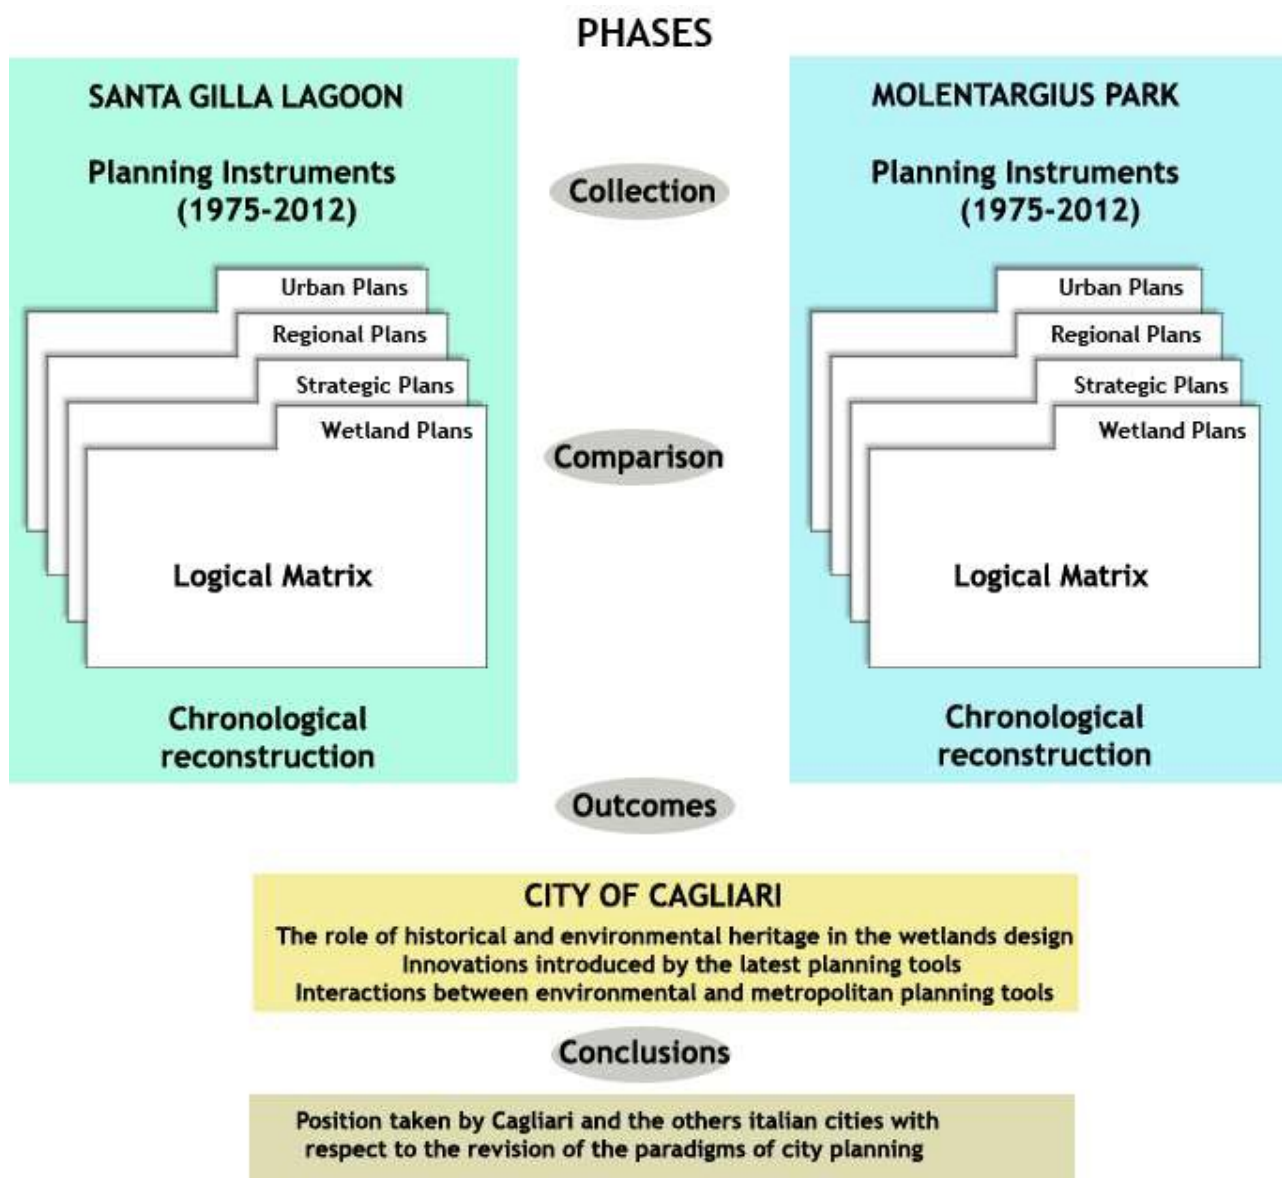 PHASES
SANTA GILLA LAGOON
Planning Instruments
(1975-2012)
Urban Plans
Regional Plans
Strategic Plans
Wetland Plans
Logical Matrix
Chronological
reconstruction
Collection
Comparison
Outcomes
MOLENTARGIUS PARK
Planning Instruments
(1975-2012)
Urban Plans
Regional Plans
Strategic Plans
Wetland Plans
Logical Matrix
Chronological
reconstruction
CITY OF CAGLIARI
The role of historical and environmental heritage in the wetlands design
Innovations introduced by the latest planning tools
Interactions between environmental and metropolitan planning tools
Conclusions
Position taken by Cagliari and the others italian cities with
respect to the revision of the paradigms of city planning